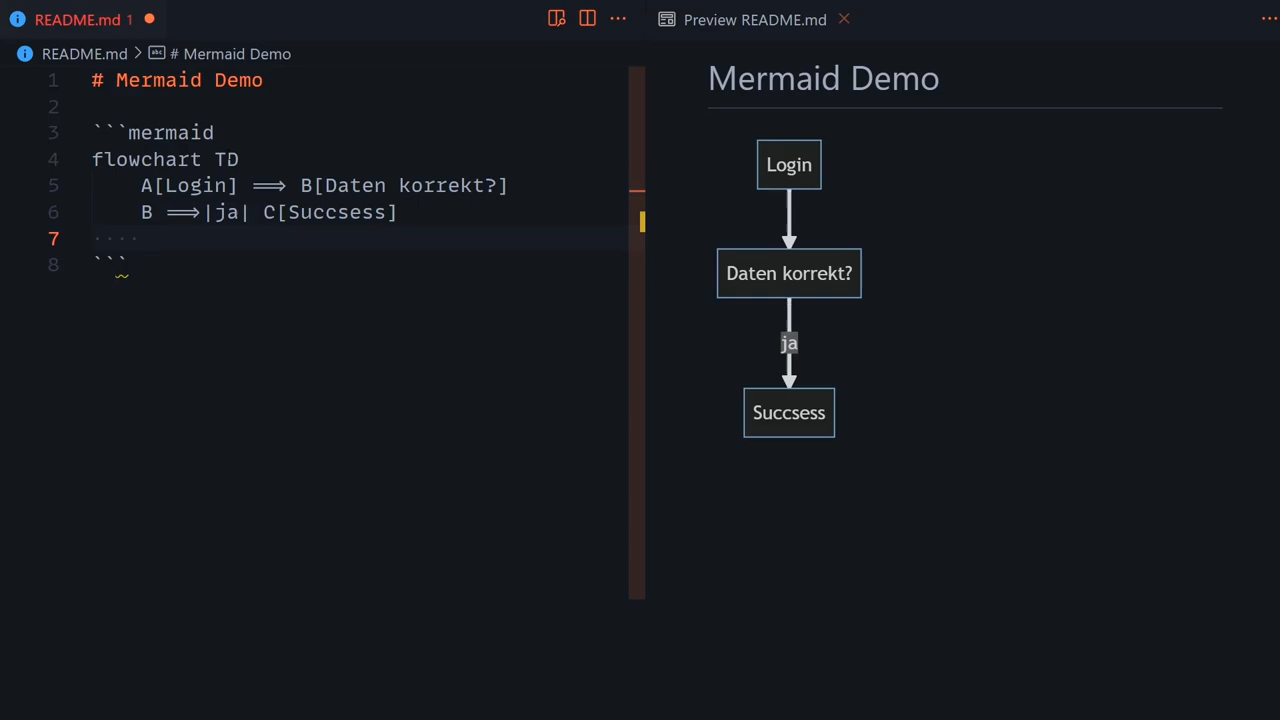 README.md 1
README.md > # Mermaid Demo
1 # Mermaid Demo
2
3 ```mermaid
4 flowchart TD
5     A[Login] ==> B[Daten korrekt?]
6     B ==>|ja| C[Succsess]
7 ····
8 ```
Preview README.md
Mermaid Demo
Login
Daten korrekt?
ja
Succsess